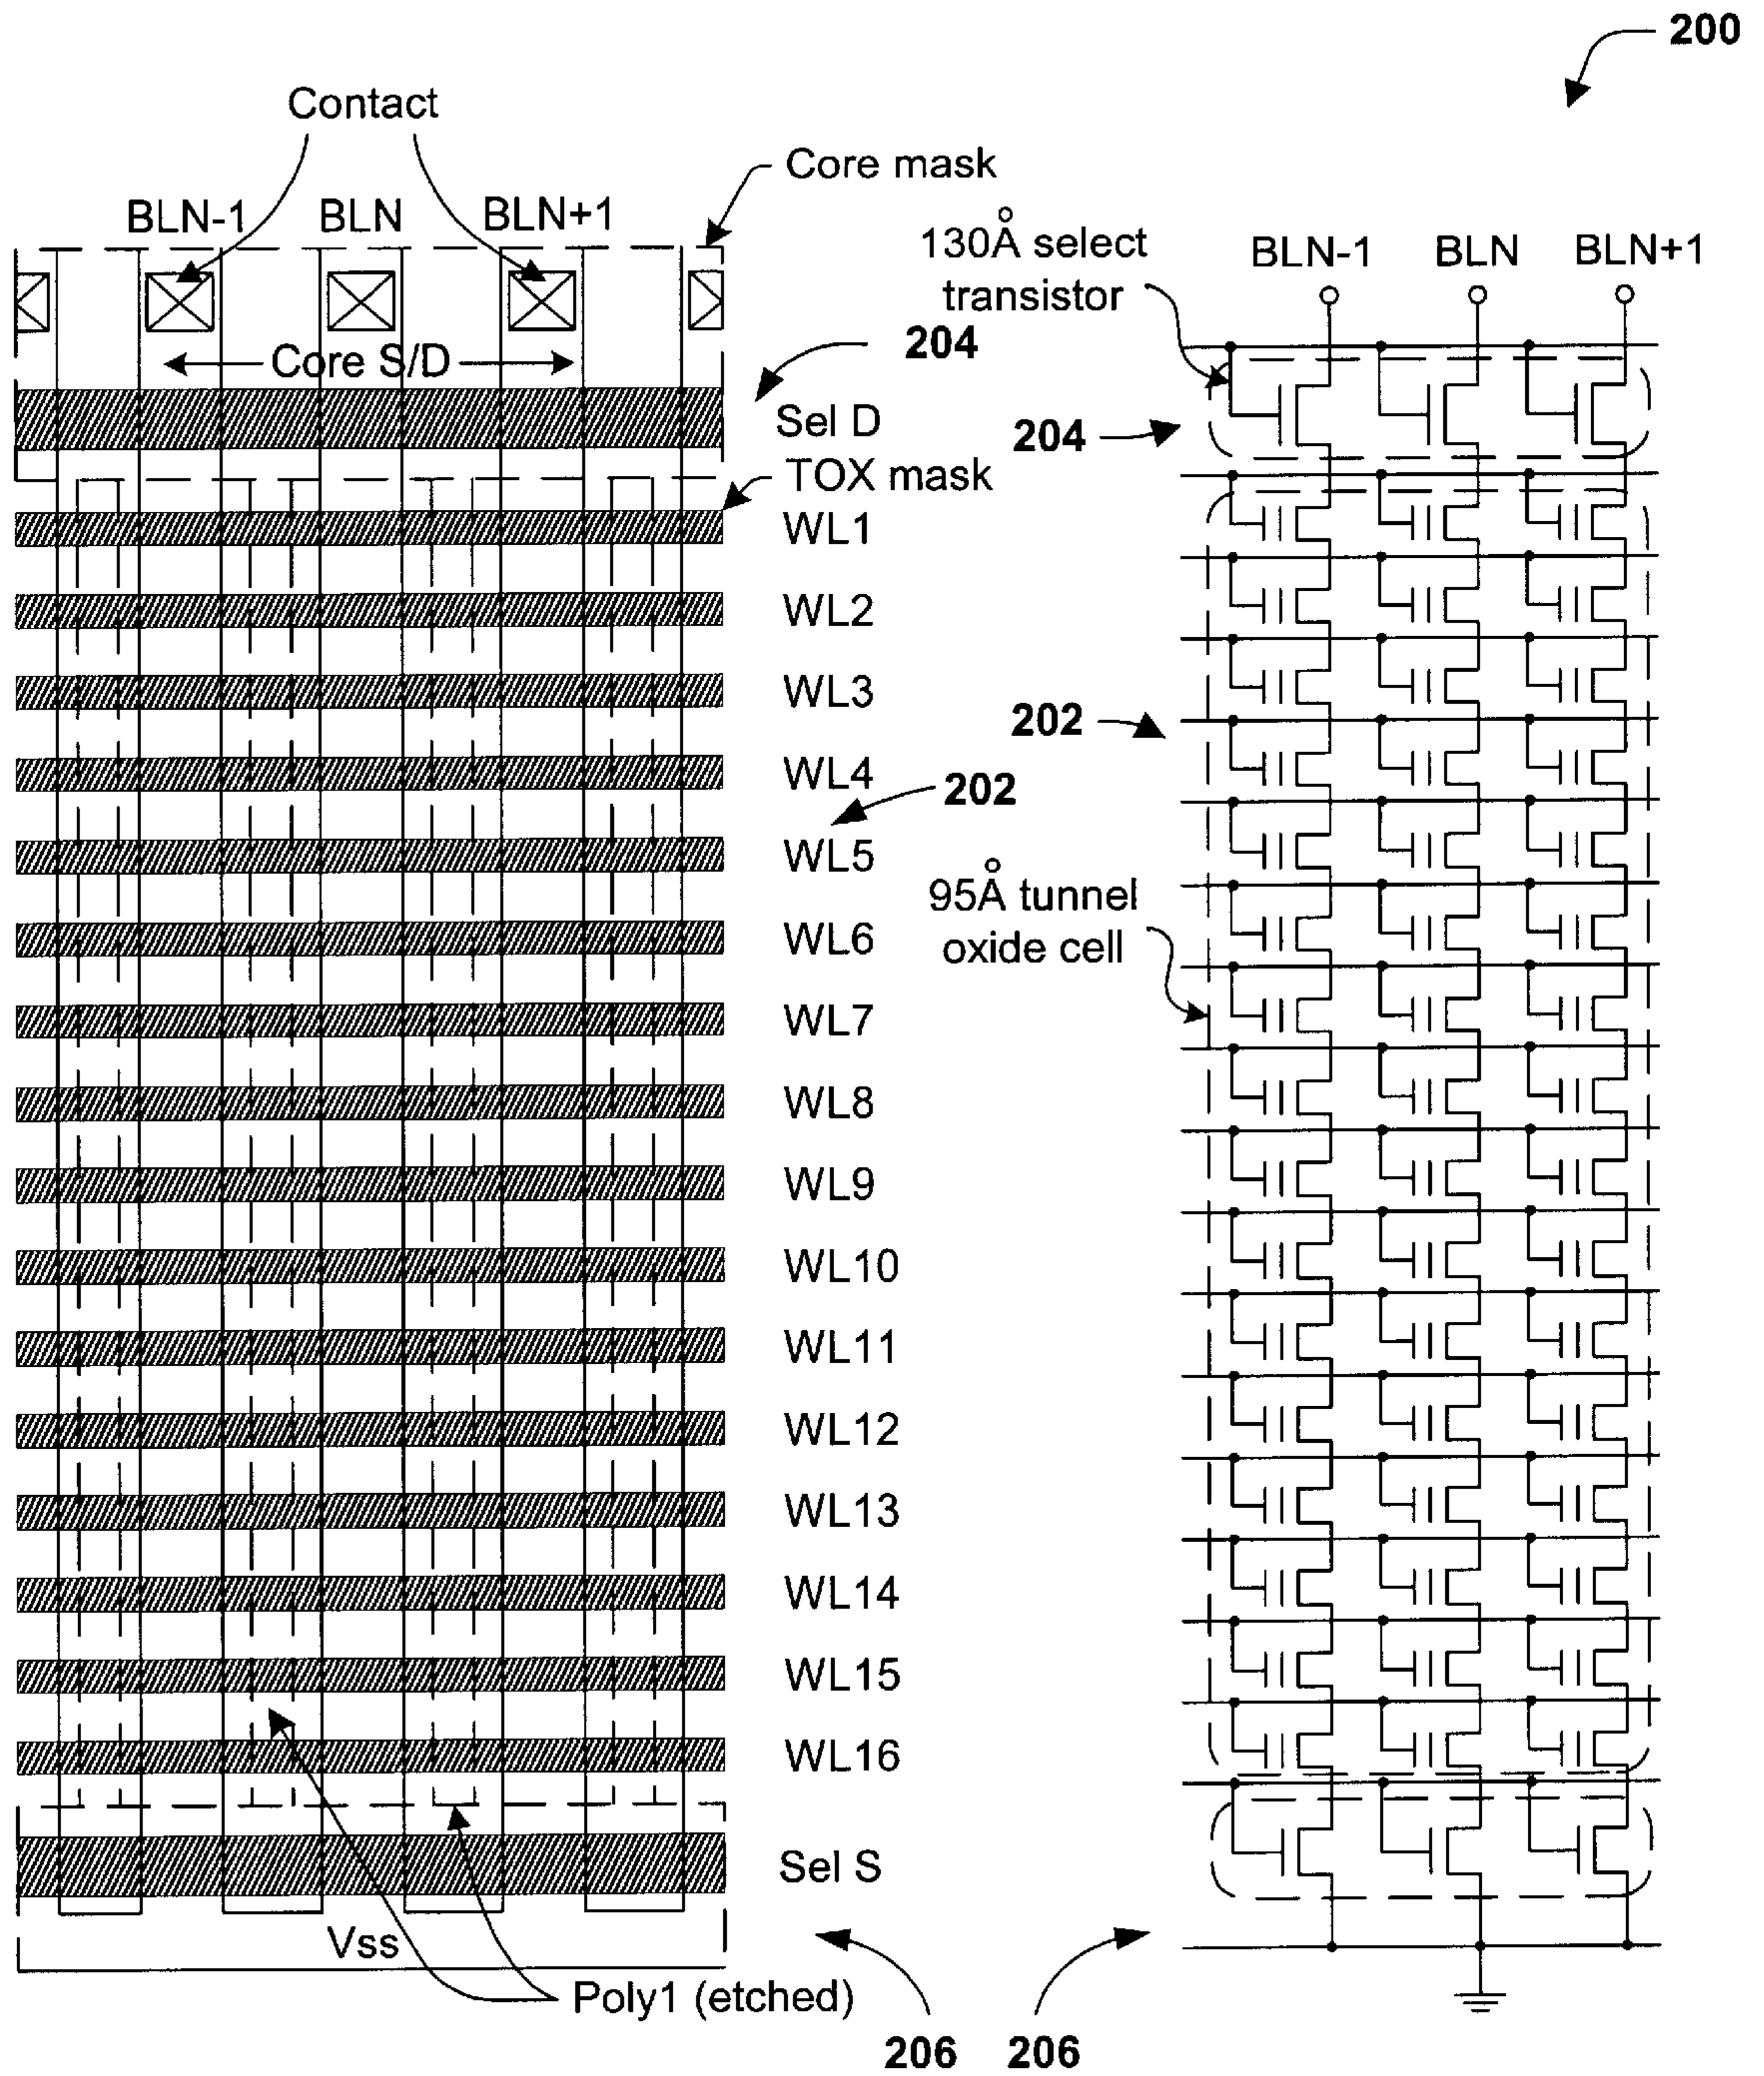 200
Contact
Core mask
BLN-1 BLN BLN+1
130Å select
transistor
BLN-1 BLN BLN+1
Core S/D
204
Sel D
204
TOX mask
WL1
WL2
WL3
202
WL4
202
WL5
95Å tunnel
oxide cell
WL6
WL7
WL8
WL9
WL10
WL11
WL12
WL13
WL14
WL15
WL16
Sel S
Vss
Poly1 (etched)
206 206